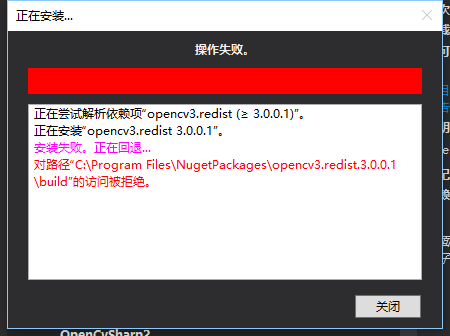 正在安装...
操作失败。
正在尝试解析依赖项“opencv3.redist (≥ 3.0.0.1)”。
正在安装“opencv3.redist 3.0.0.1”。
安装失败。正在回退...
对路径“C:\Program Files\NugetPackages\opencv3.redist.3.0.0.1
\build”的访问被拒绝。
关闭
OpenCvSharp2